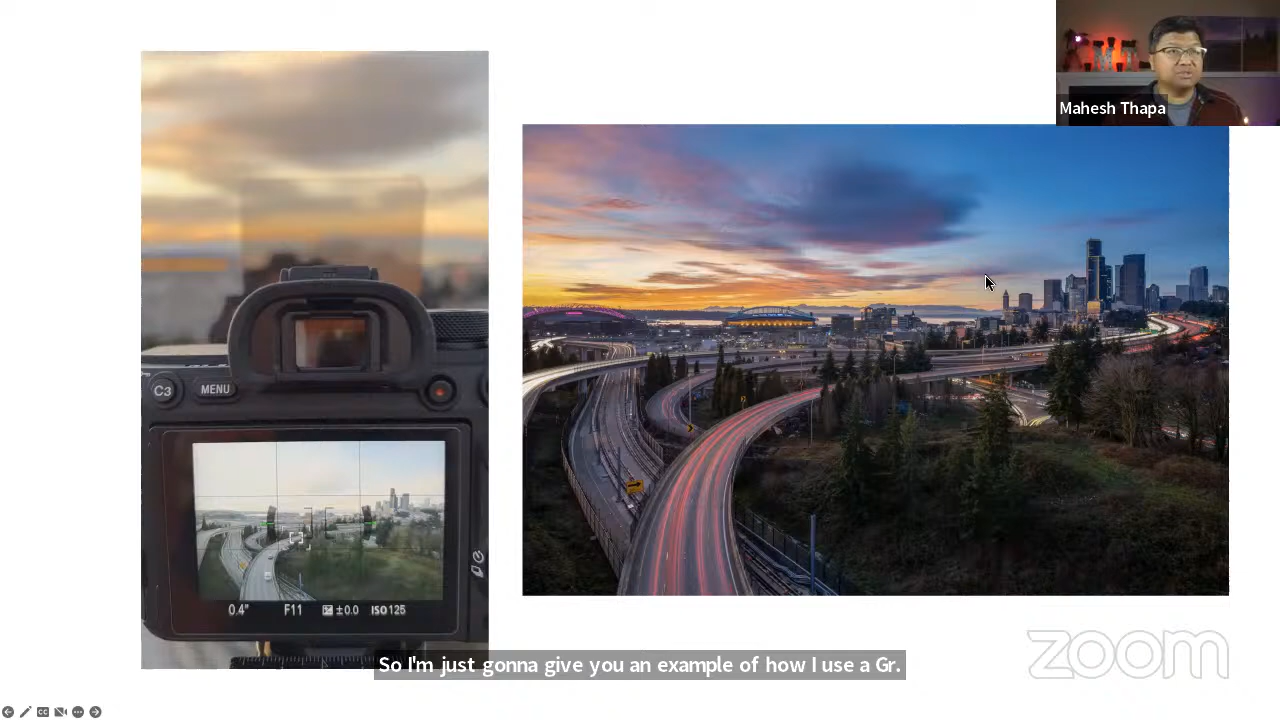 Mahesh Thapa
C3
MENU
0.4"
F11
±0.0
ISO125
So I'm just gonna give you an example of how I use a Gr.
zoom
CC